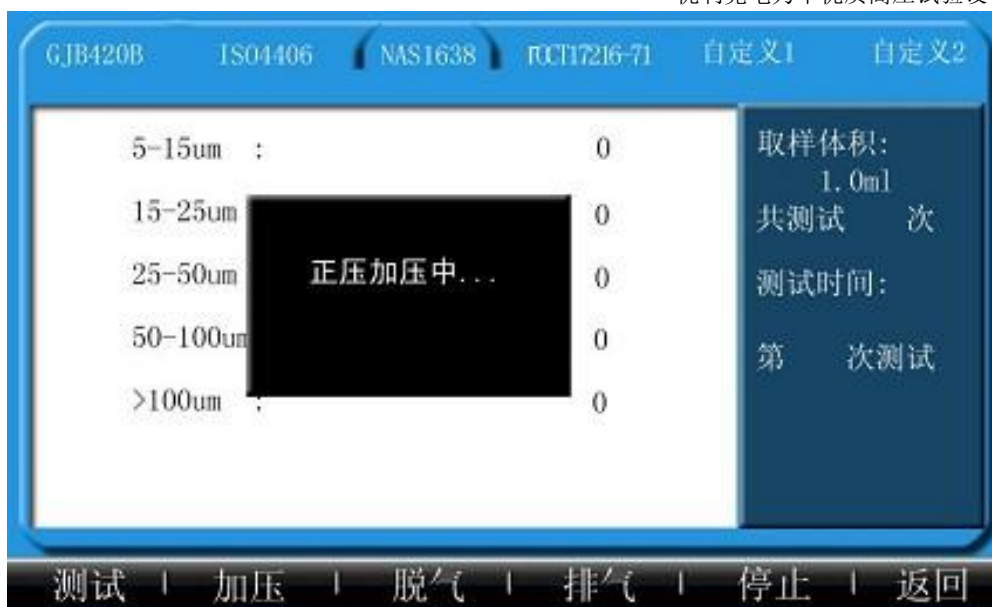 GJB420B ISO4406 NAS1638 ГОСТ17216-71 自定义1 自定义2
5-15um : 0
15-25um 0
25-50um 0
50-100um 0
>100um : 0
正压加压中...
取样体积:
1.0ml
共测试 次
测试时间:
第 次测试
测试 加压 脱气 排气 停止 返回